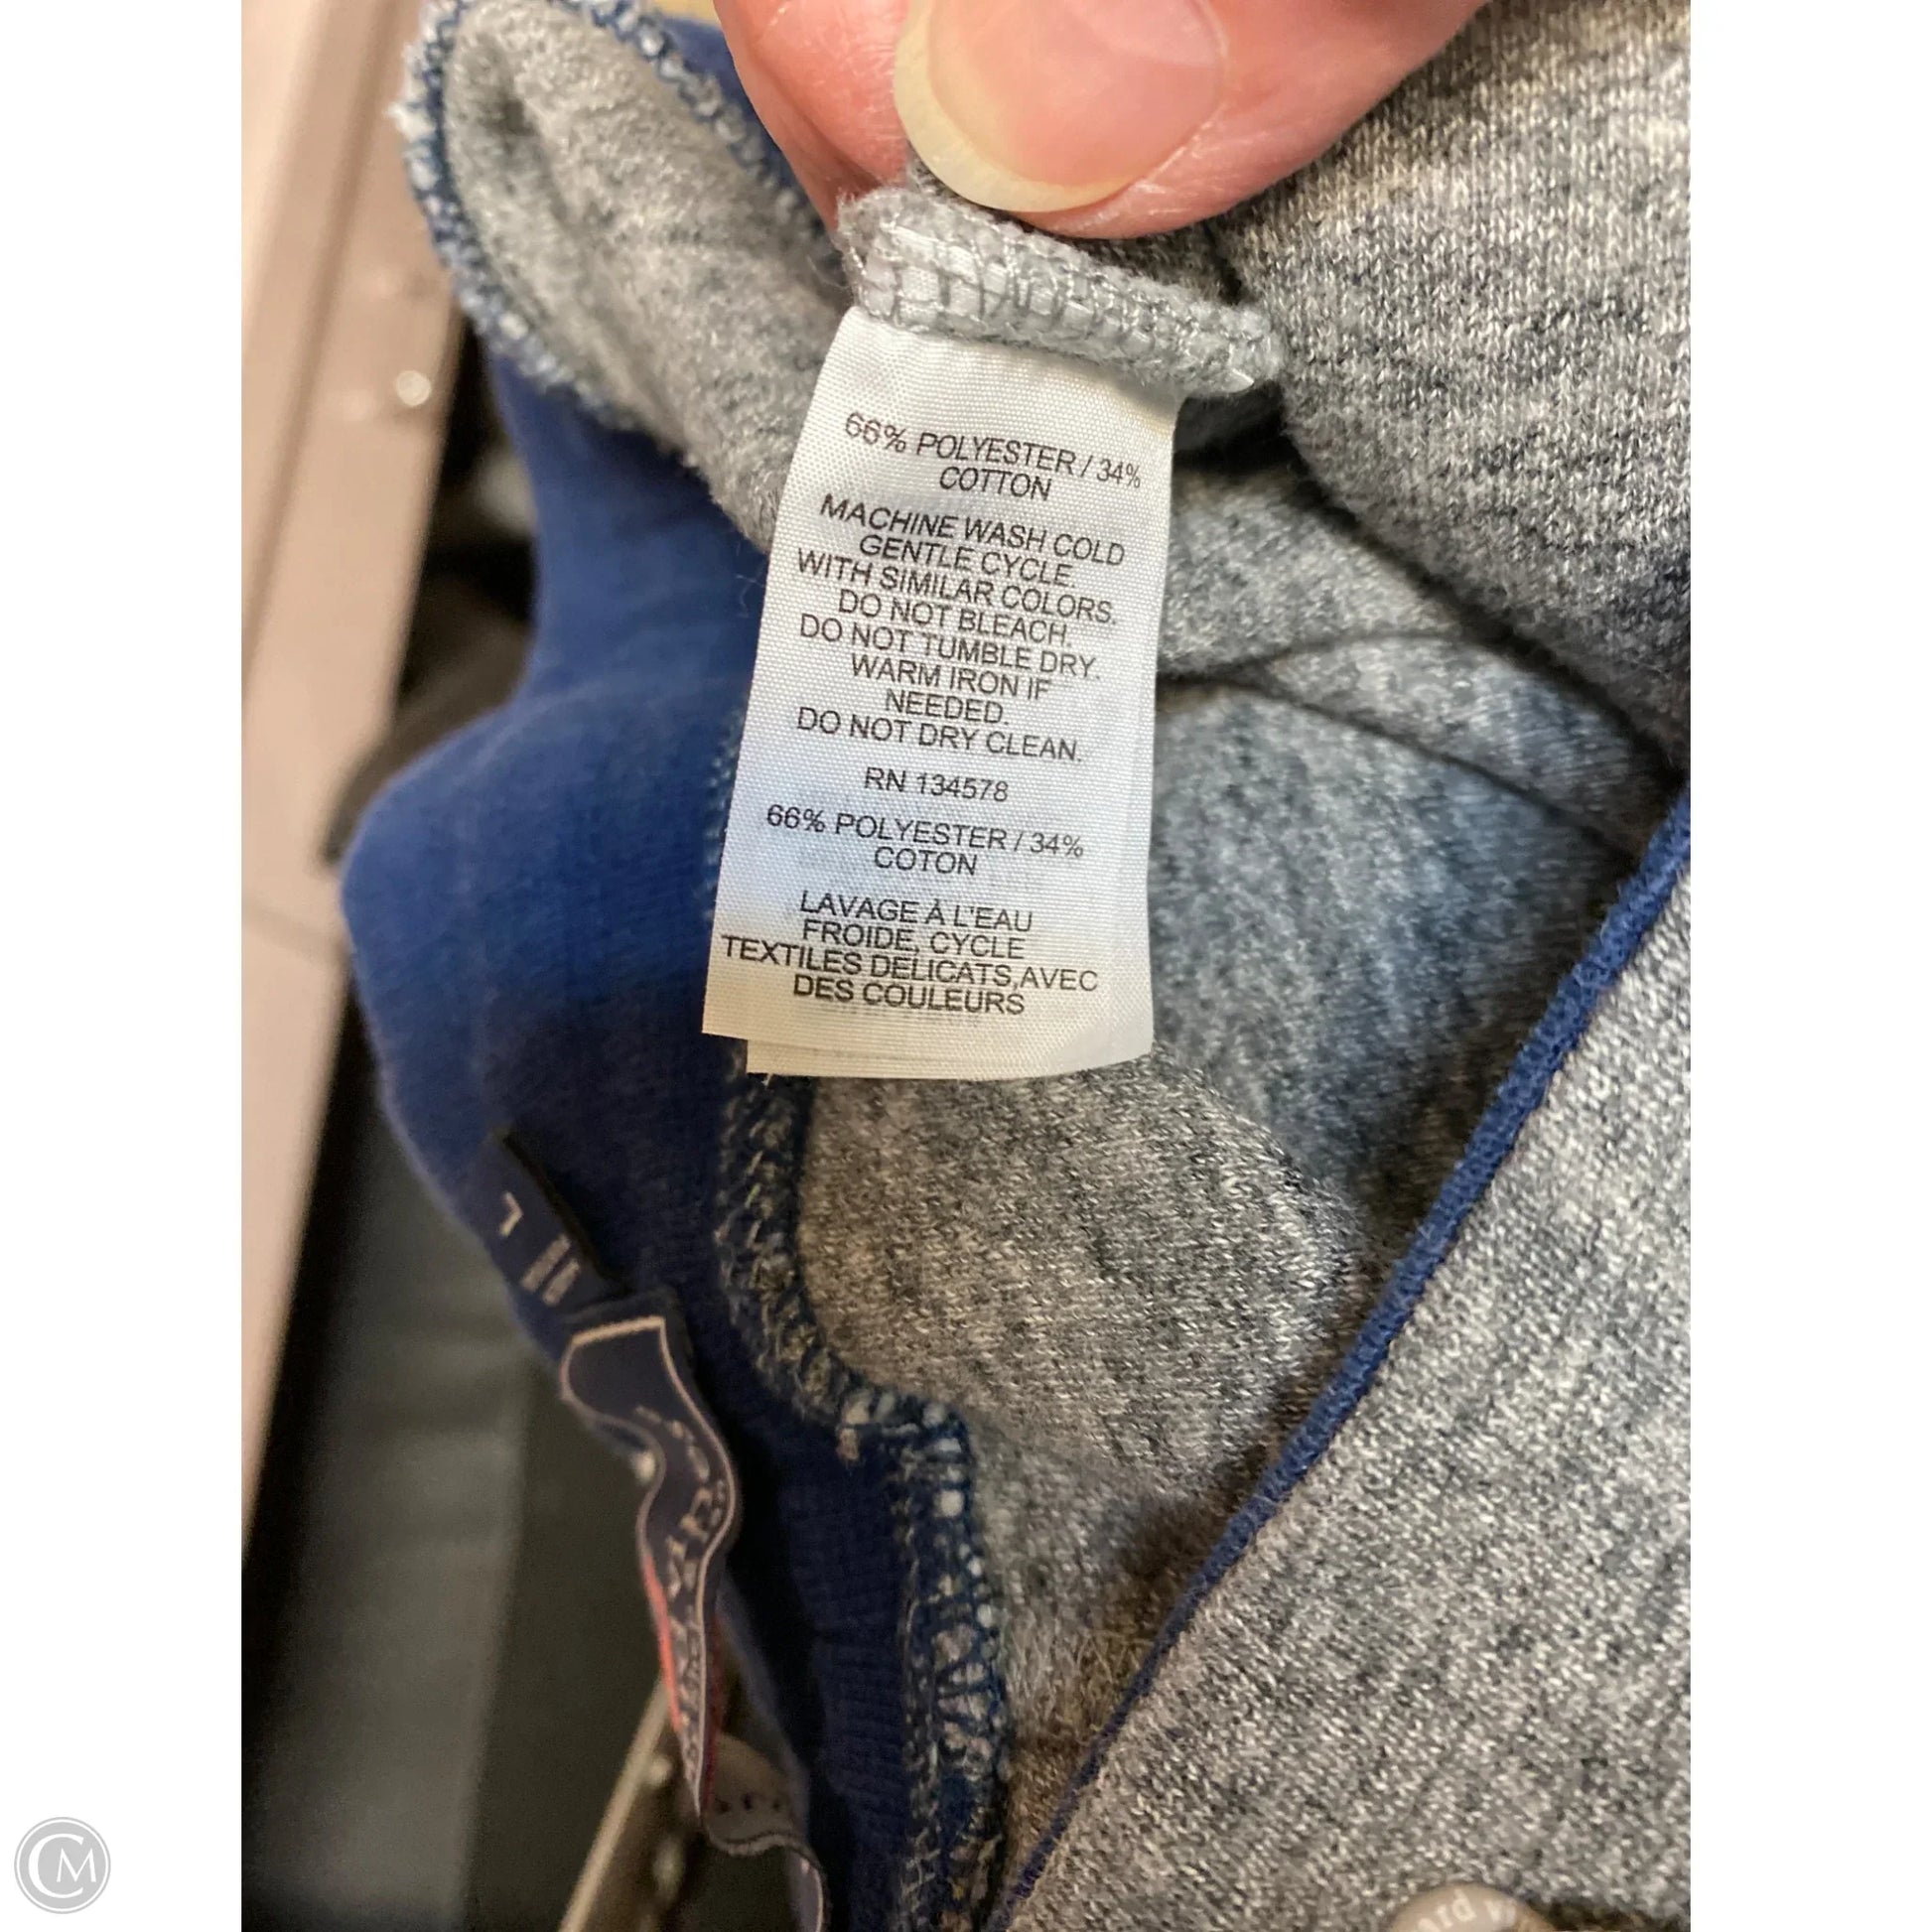 66% POLYESTER / 34%
COTTON
MACHINE WASH COLD
GENTLE CYCLE.
WITH SIMILAR COLORS.
DO NOT BLEACH.
DO NOT TUMBLE DRY.
WARM IRON IF
NEEDED.
DO NOT DRY CLEAN.
RN 134578
66% POLYESTER / 34%
COTON
LAVAGE À L'EAU
FROIDE, CYCLE
TEXTILES DELICATS,AVEC
DES COULEURS
CM